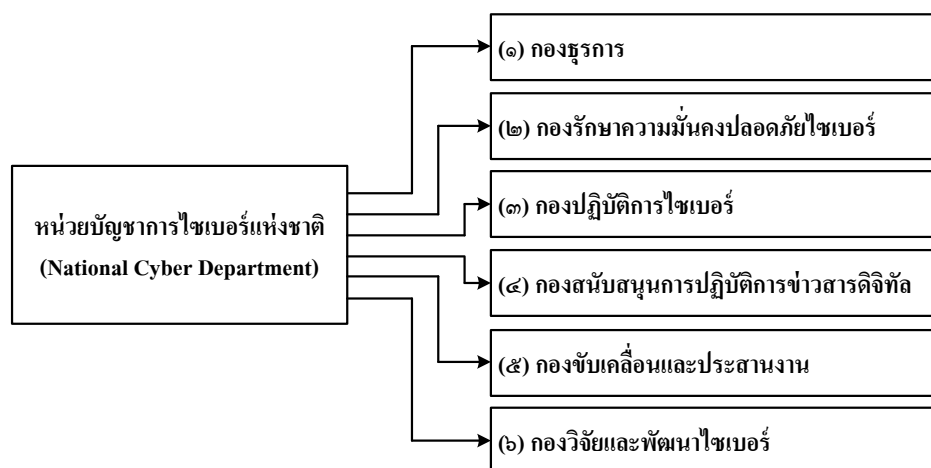 (๑) กองธุรการ
(๒) กองรักษาความมั่นคงปลอดภัยไซเบอร์
หน่วยบัญชาการไซเบอร์แห่งชาติ
(National Cyber Department)
(๓) กองปฏิบัติการไซเบอร์
(๔) กองสนับสนุนการปฏิบัติการข่าวสารดิจิทัล
(๕) กองขับเคลื่อนและประสานงาน
(๖) กองวิจัยและพัฒนาไซเบอร์